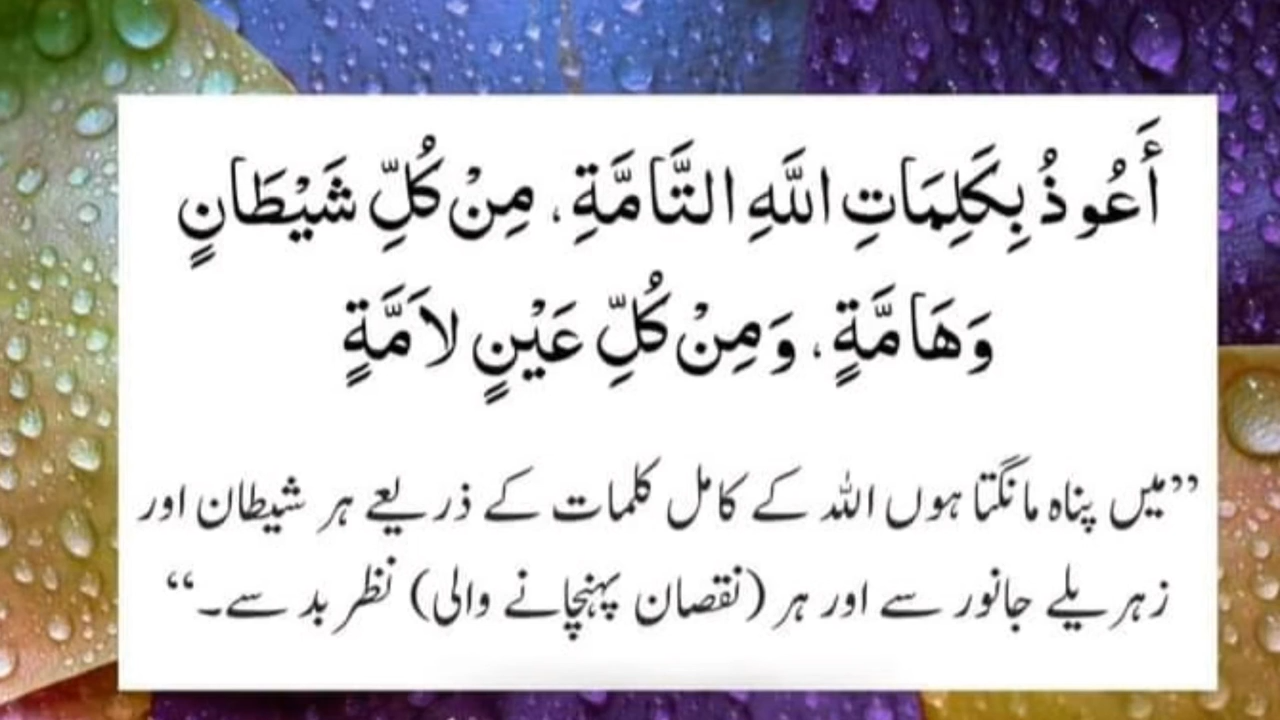 أَعُوذُ بِكَلِمَاتِ اللَّهِ التَّامَّةِ، مِنْ كُلِّ شَيْطَانٍ
وَهَامَّةٍ، وَمِنْ كُلِّ عَيْنٍ لاَمَّةٍ
”میں پناہ مانگتا ہوں اللہ کے کامل کلمات کے ذریعے ہر شیطان اور
زہریلے جانور سے اور ہر (نقصان پہنچانے والی) نظر بد سے۔“